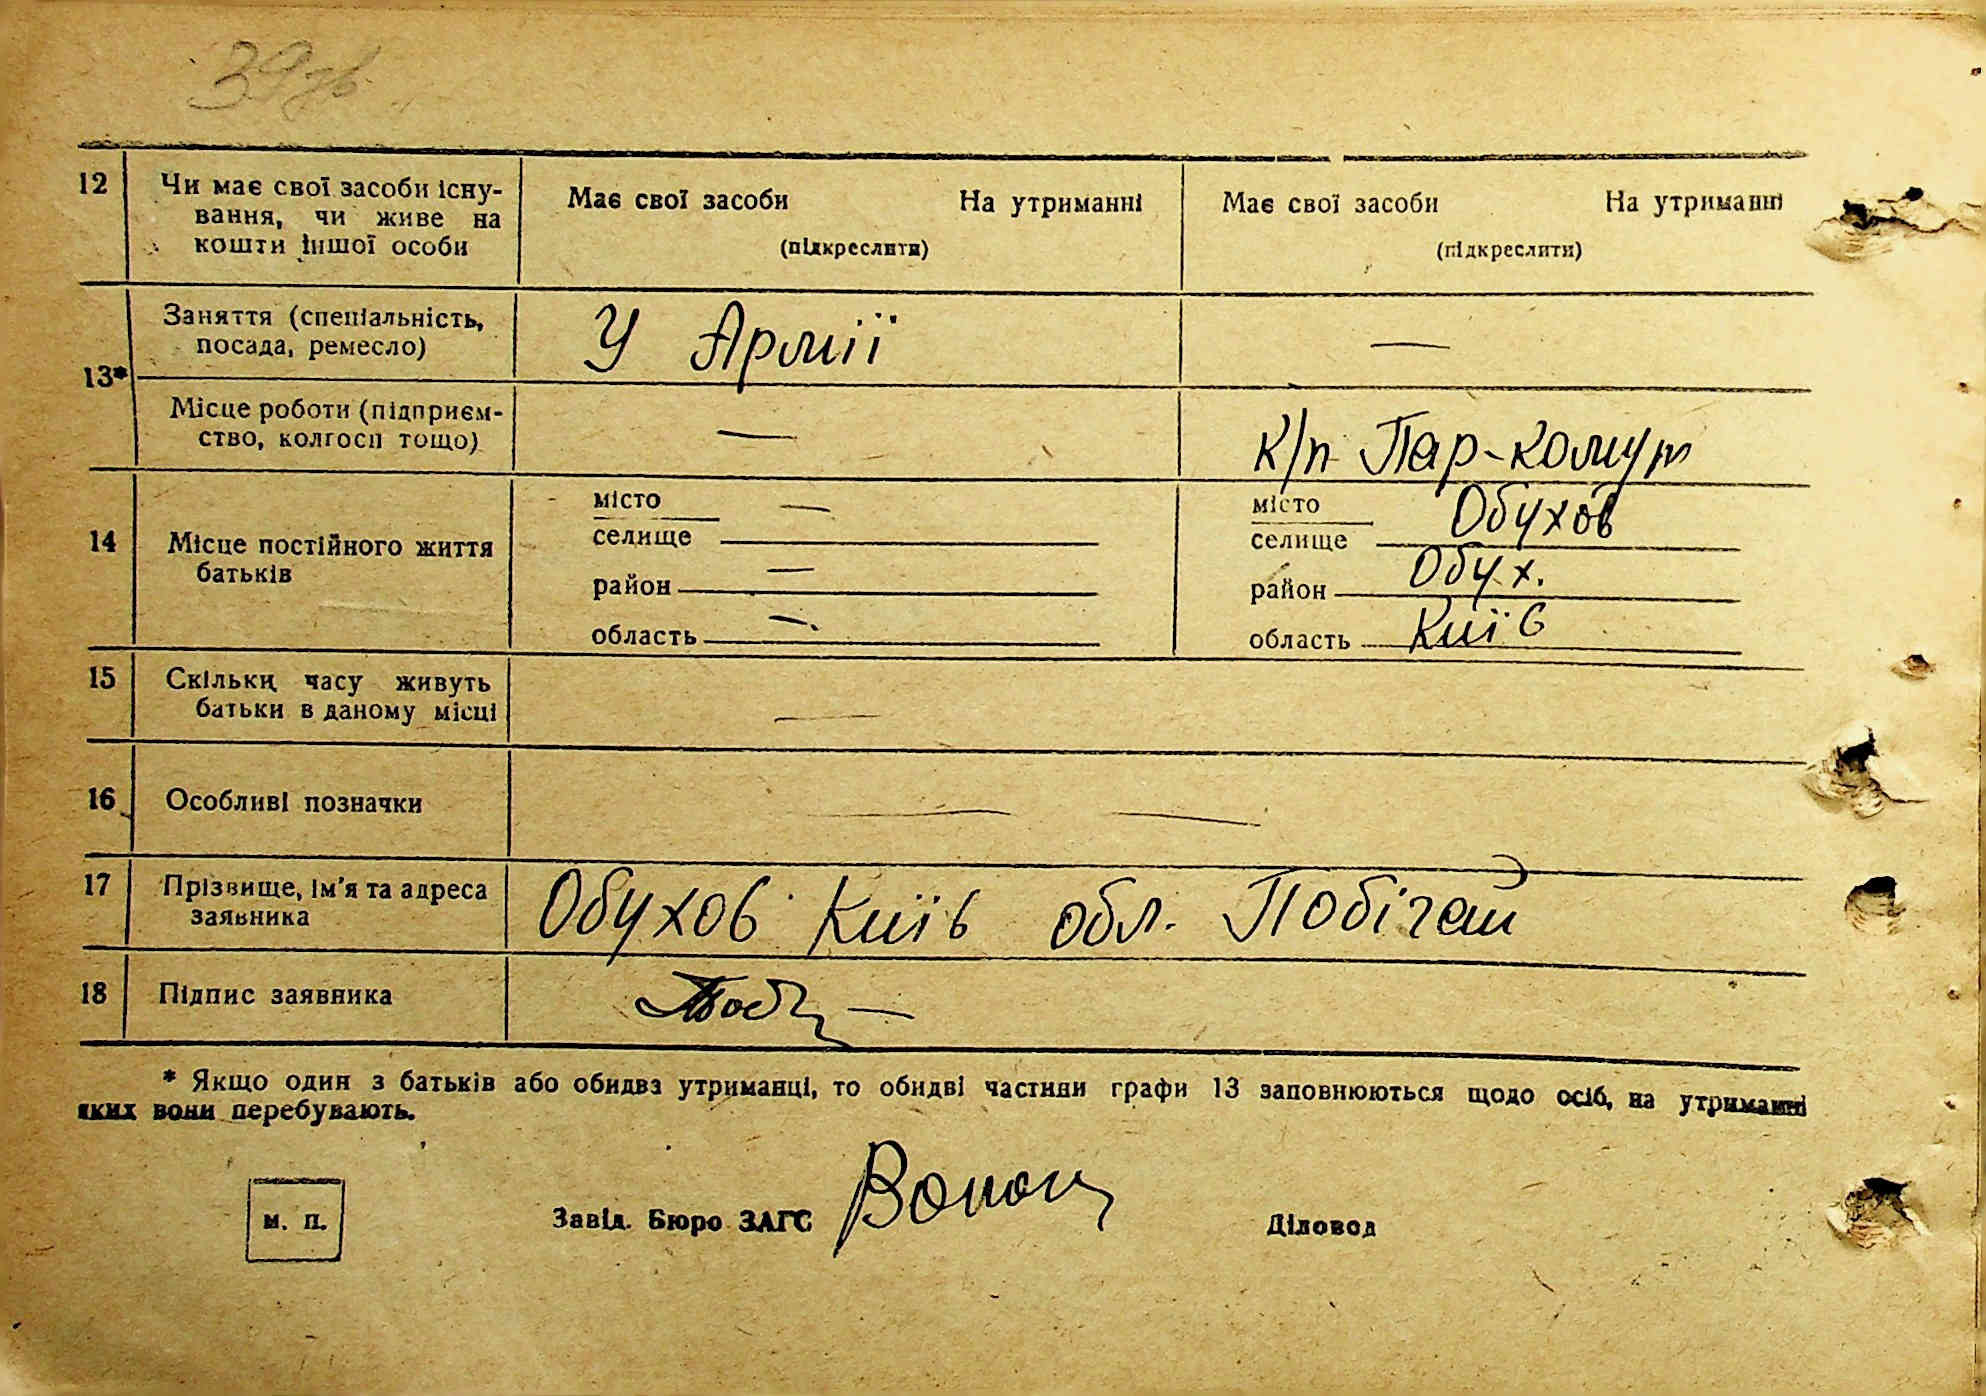 39зв.
12 Чи має свої засоби існу- Має свої засоби На утриманні Має свої засоби На утриманні
вання, чи живе на
кошти іншої особи (підкреслити) (підкреслити)
Заняття (спеціальність, У Армії —
посада, ремесло)
13*
Місце роботи (підприєм- — к/п Пар-комун
ство, колгосп тощо)
місто — місто Обухов
селище селище
14 Місце постійного життя
батьків
район — район Обух.
область — область Київ
15 Скільки часу живуть
батьки в даному місці —
16 Особливі позначки — —
17 Прізвище, ім'я та адреса Обухов Київ обл. Побігай
заявника
18 Підпис заявника
* Якщо один з батьків або обидва утриманці, то обидві частини графи 13 заповнюються щодо осіб, на утриманні
яких вони перебувають.
м. п. Завід. Бюро ЗАГС Діловод